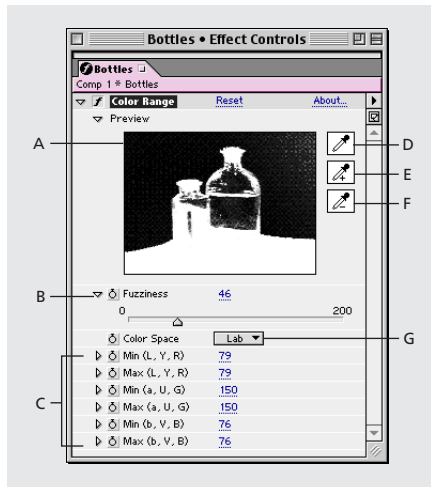 Bottles • Effect Controls
Bottles
Comp 1 * Bottles
f Color Range Reset About...
Preview
A
D
E
F
B
Fuzziness 46
0 200
Color Space Lab
G
Min (L, Y, R) 79
Max (L, Y, R) 79
C
Min (a, U, G) 150
Max (a, U, G) 150
Min (b, V, B) 76
Max (b, V, B) 76